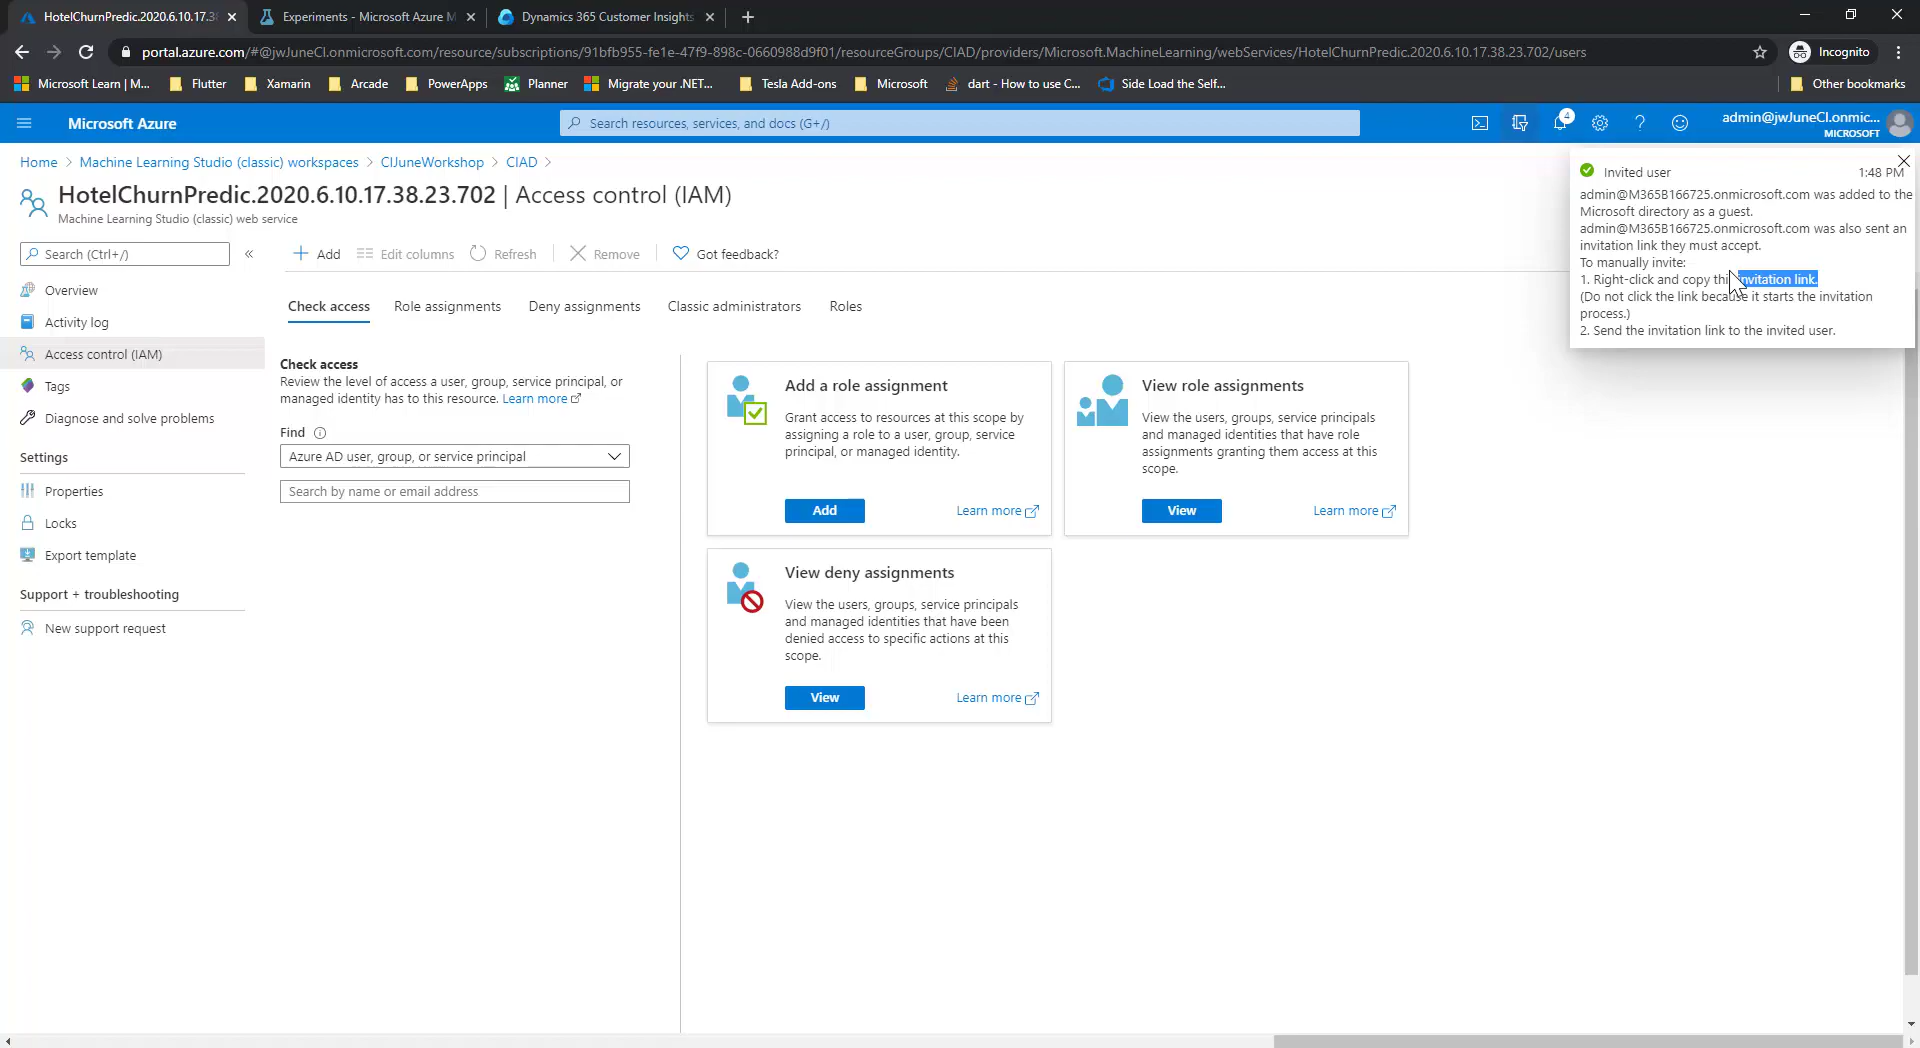 HotelChurnPredic.2020.6.10.17.3
Experiments - Microsoft Azure M
Dynamics 365 Customer Insights
portal.azure.com/#@jwJuneCI.onmicrosoft.com/resource/subscriptions/91bfb955-fe1e-47f9-898c-0660988d9f01/resourceGroups/CIAD/providers/Microsoft.MachineLearning/webServices/HotelChurnPredic.2020.6.10.17.38.23.702/users
Incognito
Microsoft Learn | M...
Flutter
Xamarin
Arcade
PowerApps
Planner
Migrate your .NET...
Tesla Add-ons
Microsoft
dart - How to use C...
Side Load the Self...
Other bookmarks
Microsoft Azure
Search resources, services, and docs (G+/)
4
admin@jwJuneCI.onmic...
MICROSOFT
Home > Machine Learning Studio (classic) workspaces > CIJuneWorkshop > CIAD >
HotelChurnPredic.2020.6.10.17.38.23.702 | Access control (IAM)
Machine Learning Studio (classic) web service
Search (Ctrl+/)
«
Add
Edit columns
Refresh
Remove
Got feedback?
Overview
Activity log
Access control (IAM)
Tags
Diagnose and solve problems
Settings
Properties
Locks
Export template
Support + troubleshooting
New support request
Check access
Role assignments
Deny assignments
Classic administrators
Roles
Check access
Review the level of access a user, group, service principal, or
managed identity has to this resource. Learn more
Find
Azure AD user, group, or service principal
Search by name or email address
Add a role assignment
Grant access to resources at this scope by
assigning a role to a user, group, service
principal, or managed identity.
Add
Learn more
View role assignments
View the users, groups, service principals
and managed identities that have role
assignments granting them access at this
scope.
View
Learn more
View deny assignments
View the users, groups, service principals
and managed identities that have been
denied access to specific actions at this
scope.
View
Learn more
Invited user
1:48 PM
admin@M365B166725.onmicrosoft.com was added to the
Microsoft directory as a guest.
admin@M365B166725.onmicrosoft.com was also sent an
invitation link they must accept.
To manually invite:
1. Right-click and copy this invitation link.
(Do not click the link because it starts the invitation
process.)
2. Send the invitation link to the invited user.